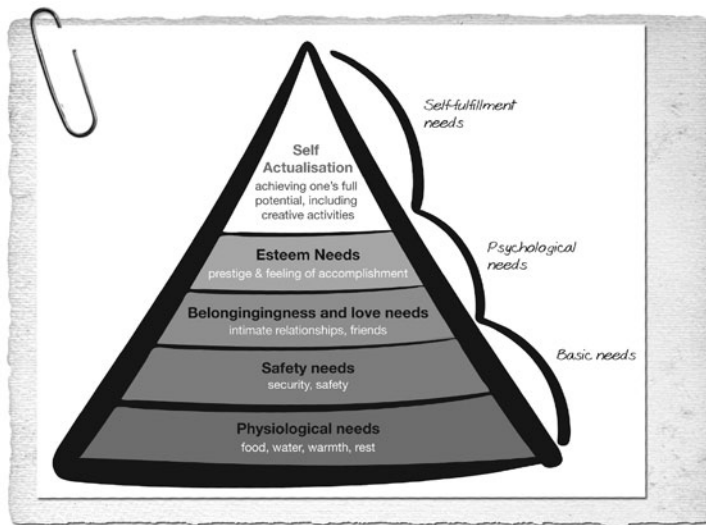 Self
Actualisation
achieving one's full
potential, including
creative activities
Esteem Needs
prestige & feeling of accomplishment
Belongingingness and love needs
intimate relationships, friends
Safety needs
security, safety
Physiological needs
food, water, warmth, rest
Self-fulfillment
needs
Psychological
needs
Basic needs